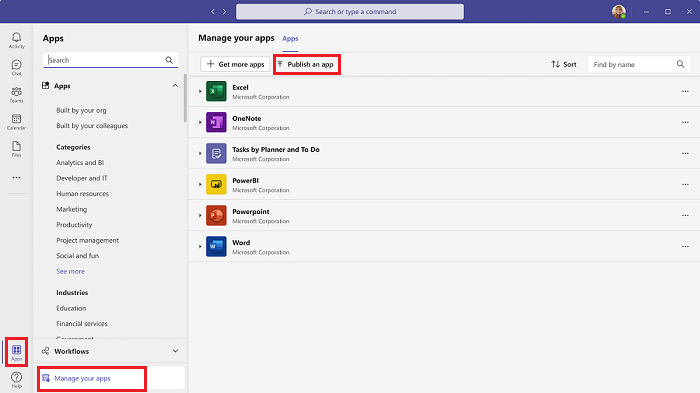 Search or type a command
Activity
Chat
Teams
Calendar
Files
Apps
Help
Apps
Search
Apps
Built by your org
Built by your colleagues
Categories
Analytics and BI
Developer and IT
Human resources
Marketing
Productivity
Project management
Social and fun
See more
Industries
Education
Financial services
Government
Workflows
Manage your apps
Manage your apps Apps
Get more apps Publish an app Sort Find by name
Excel
Microsoft Corporation
OneNote
Microsoft Corporation
Tasks by Planner and To Do
Microsoft Corporation
PowerBI
Microsoft Corporation
Powerpoint
Microsoft Corporation
Word
Microsoft Corporation